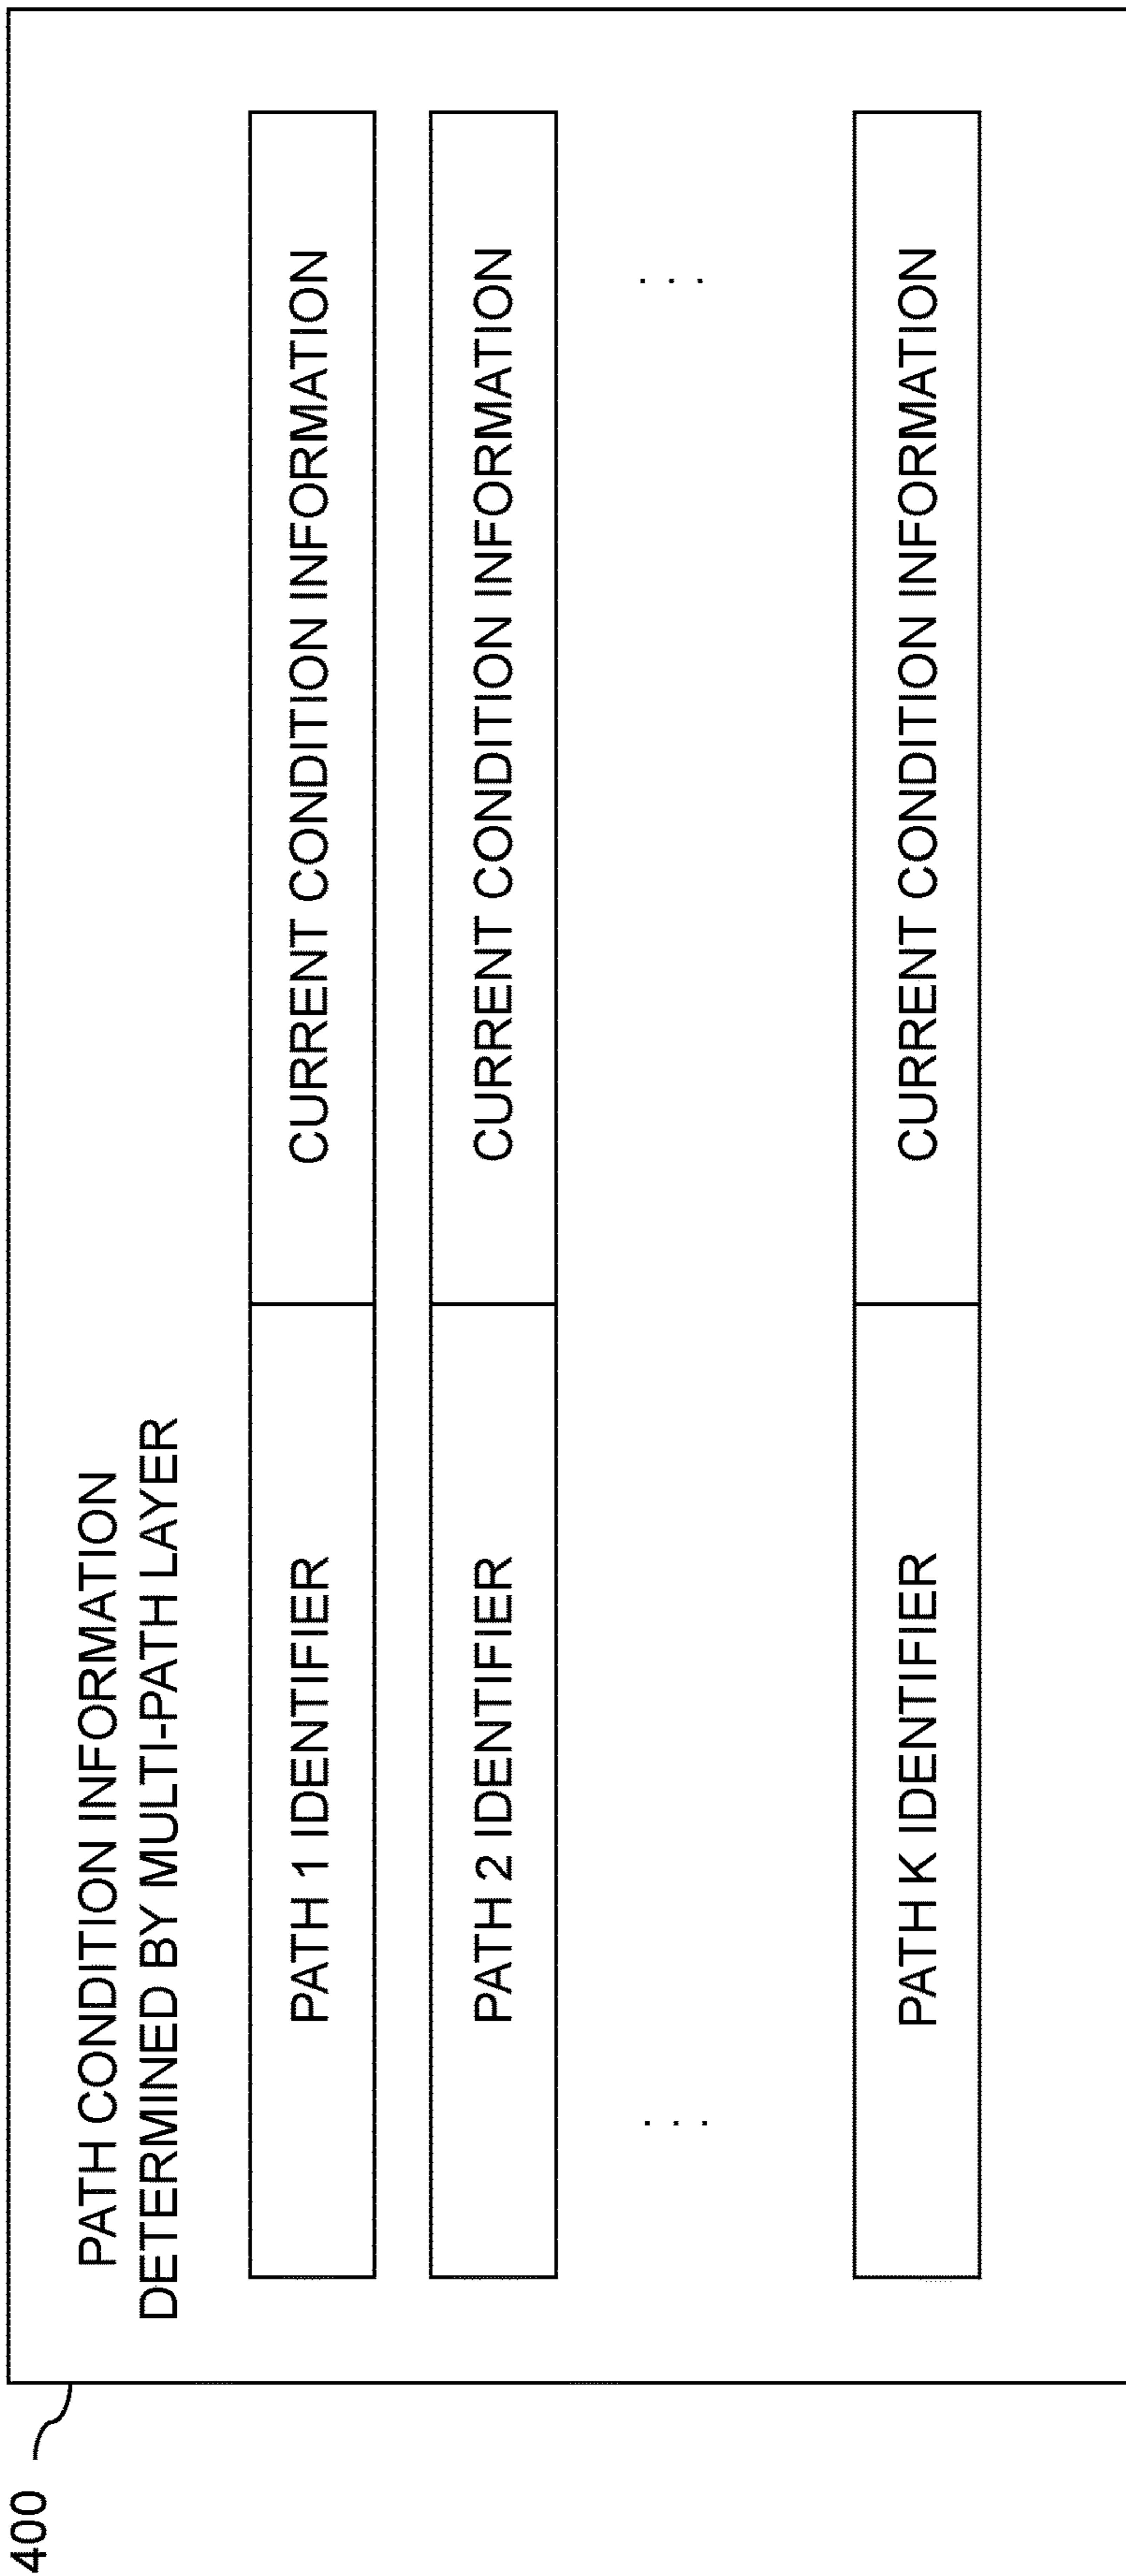 400
PATH CONDITION INFORMATION
DETERMINED BY MULTI-PATH LAYER
PATH 1 IDENTIFIER
CURRENT CONDITION INFORMATION
PATH 2 IDENTIFIER
CURRENT CONDITION INFORMATION
. . .
. . .
PATH K IDENTIFIER
CURRENT CONDITION INFORMATION